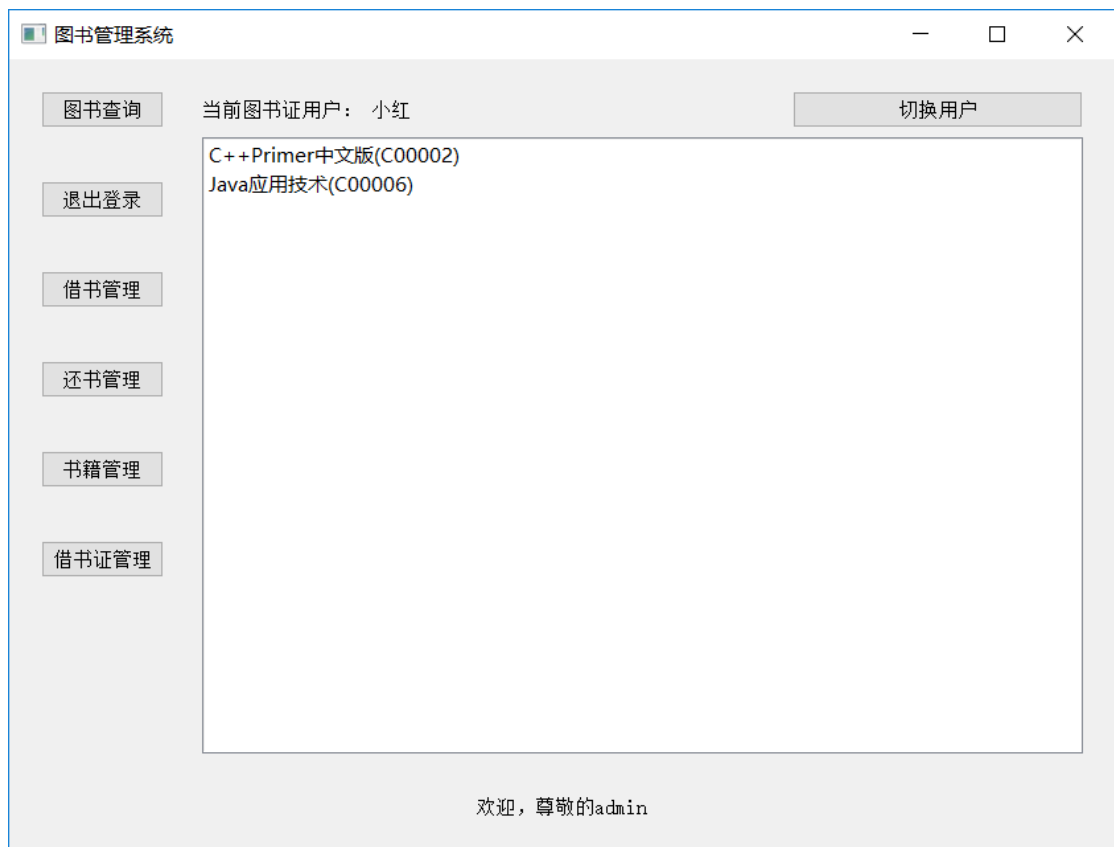 图书管理系统
图书查询
当前图书证用户： 小红
切换用户
C++Primer中文版(C00002)
Java应用技术(C00006)
退出登录
借书管理
还书管理
书籍管理
借书证管理
欢迎，尊敬的admin